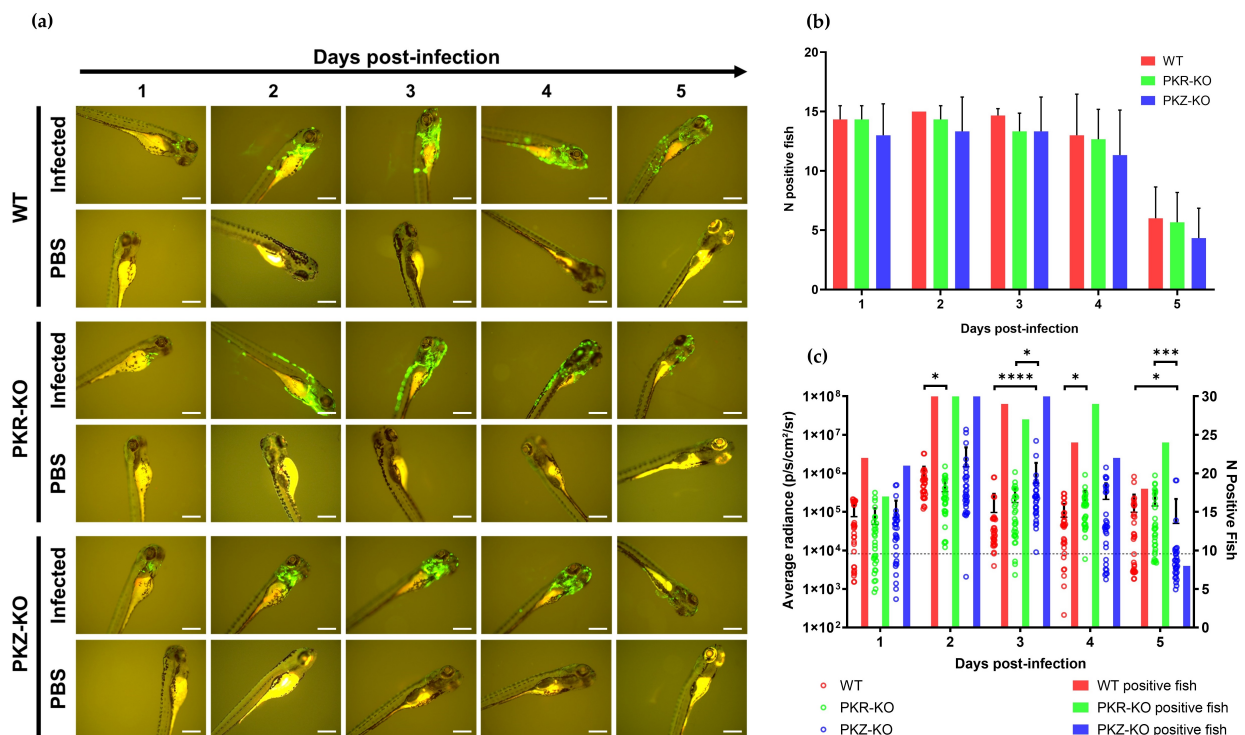 (a)
Days post-infection
1 2 3 4 5
WT
Infected
PBS
PKR-KO
Infected
PBS
PKZ-KO
Infected
PBS
(b)
20
15
10
5
0
N positive fish
WT
PKR-KO
PKZ-KO
1 2 3 4 5
Days post-infection
(c)
* **** * * *** *
1×10⁸
1×10⁷
1×10⁶
1×10⁵
1×10⁴
1×10³
1×10²
Average radiance (p/s/cm²/sr)
30
25
20
15
10
5
0
N Positive Fish
1 2 3 4 5
Days post-infection
WT
PKR-KO
PKZ-KO
WT positive fish
PKR-KO positive fish
PKZ-KO positive fish